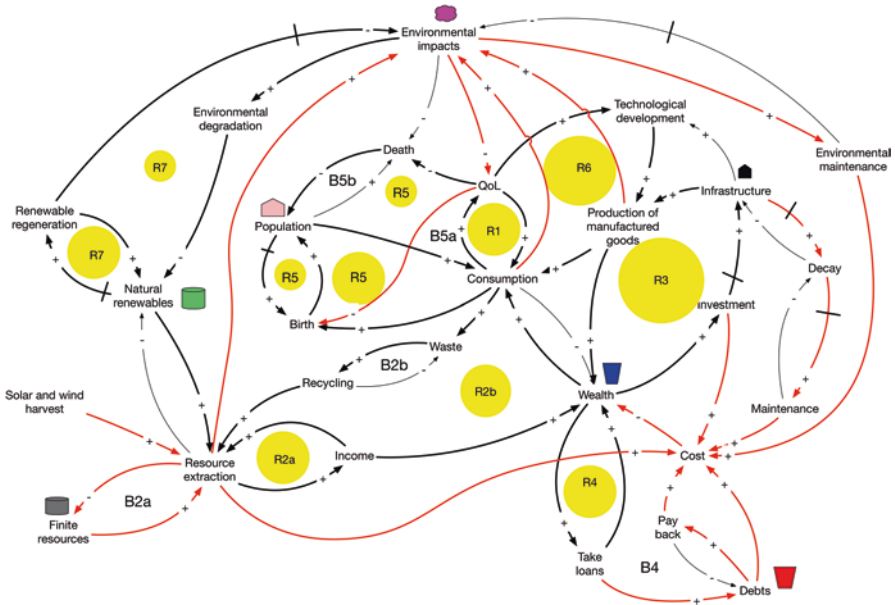 Environmental
impacts
Environmental
degradation
Technological
development
Death
Environmental maintenance
R7
R6
B5b
R5
QoL
Infrastructure
Renewable
regeneration
Population
R1
Production of
manufactured
goods
B5a
R7
R5
R5
Consumption
R3
Decay
Natural
renewables
Investment
Birth
Waste
B2b
Recycling
R2b
Solar and wind
harvest
Wealth
Maintenance
Resource
extraction
R2a
Income
Cost
R4
B2a
Finite
resources
Pay
back
Take
loans
B4
Debts